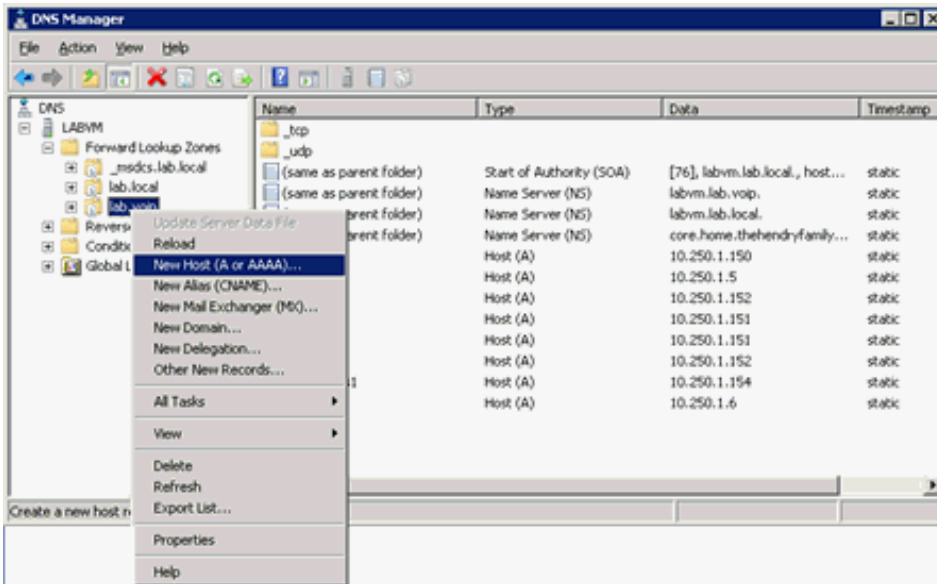 DNS Manager
File Action View Help
DNS
LABVM
Forward Lookup Zones
_msdcs.lab.local
lab.local
lab.voip
Global L
Name Type Data Timestamp
_tcp
_udp
(same as parent folder) Start of Authority (SOA) [76], labvm.lab.local., host... static
(same as parent folder) Name Server (NS) labvm.lab.voip. static
arent folder) Name Server (NS) labvm.lab.local. static
arent folder) Name Server (NS) core.home.thehendryfamily... static
Host (A) 10.250.1.150 static
Host (A) 10.250.1.5 static
Host (A) 10.250.1.152 static
Host (A) 10.250.1.151 static
Host (A) 10.250.1.151 static
Host (A) 10.250.1.152 static
Host (A) 10.250.1.154 static
Host (A) 10.250.1.6 static
Update Server Data File
Reload
New Host (A or AAAA)...
New Alias (CNAME)...
New Mail Exchanger (MX)...
New Domain...
New Delegation...
Other New Records...
All Tasks
View
Delete
Refresh
Export List...
Properties
Help
Create a new host r